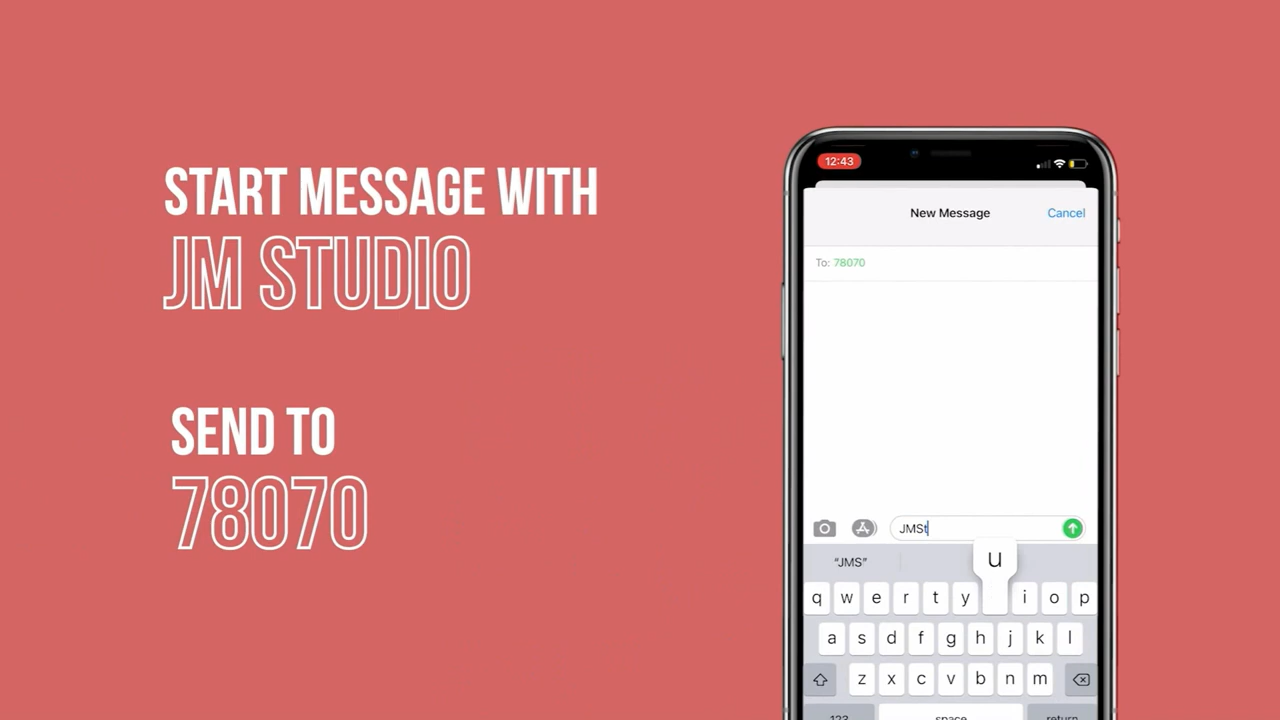 START MESSAGE WITH
JM STUDIO
SEND TO
78070
12:43
New Message
Cancel
To: 78070
JMSt
“JMS”
u
q w e r t y i o p
a s d f g h j k l
z x c v b n m
123 space return